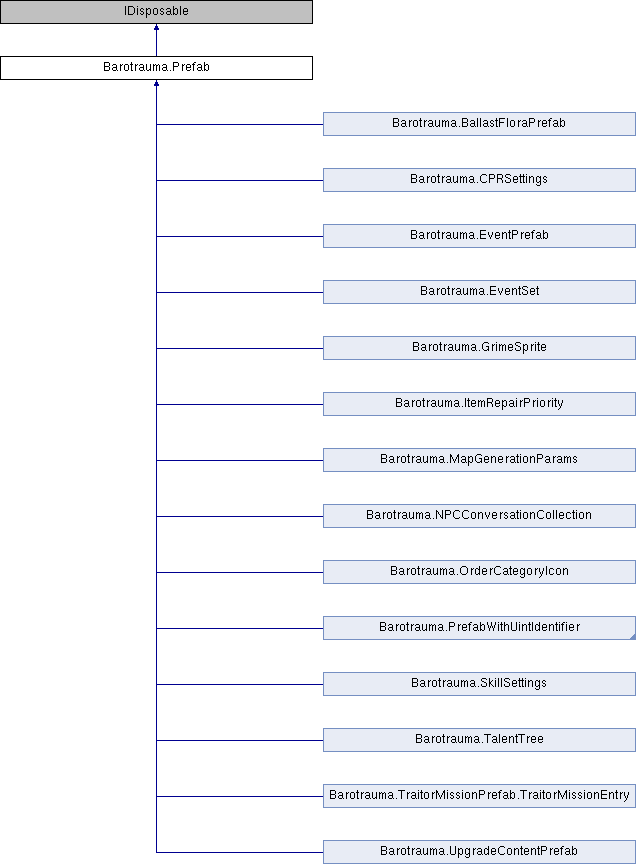 IDisposable
Barotrauma.Prefab
Barotrauma.BallastFloraPrefab
Barotrauma.CPRSettings
Barotrauma.EventPrefab
Barotrauma.EventSet
Barotrauma.GrimeSprite
Barotrauma.ItemRepairPriority
Barotrauma.MapGenerationParams
Barotrauma.NPCConversationCollection
Barotrauma.OrderCategoryIcon
Barotrauma.PrefabWithUintIdentifier
Barotrauma.SkillSettings
Barotrauma.TalentTree
Barotrauma.TraitorMissionPrefab.TraitorMissionEntry
Barotrauma.UpgradeContentPrefab